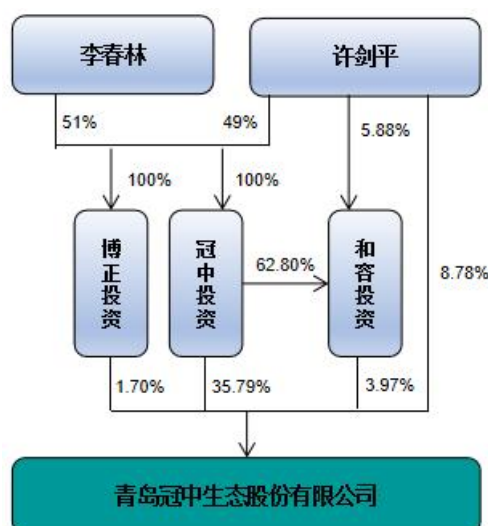 李春林
许剑平
51%
49%
5.88%
100%
100%
博正投资
冠中投资
62.80%
和容投资
8.78%
1.70%
35.79%
3.97%
青岛冠中生态股份有限公司